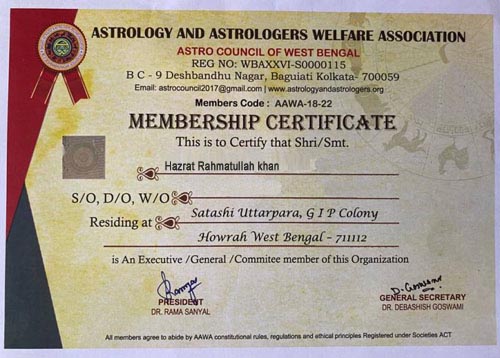 ASTROLOGY AND ASTROLOGERS WELFARE ASSOCIATION
ASTRO COUNCIL OF WEST BENGAL
REG NO: WBAXXVI-S0000115
B C - 9 Deshbandhu Nagar, Baguiati Kolkata- 700059
Email: astrocouncil2017@gmail.com | www.astrologyandastrologers.org
Members Code : AAWA-18-22
MEMBERSHIP CERTIFICATE
This is to Certify that Shri/Smt.
Hazrat Rahmatullah khan
S/O, D/O, W/O
Residing at Satashi Uttarpara, G I P Colony
Howrah West Bengal - 711112
is An Executive /General /Commitee member of this Organization
PRESIDENT
DR. RAMA SANYAL
D. Goswami
GENERAL SECRETARY
DR. DEBASHISH GOSWAMI
All members agree to abide by AAWA constitutional rules, regulations and ethical principles Registered under Societies ACT